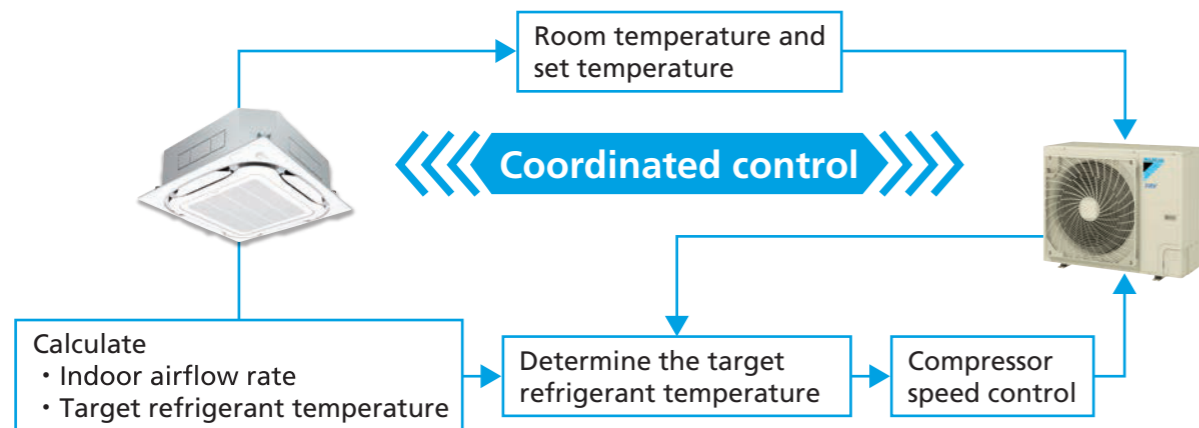 Room temperature and
set temperature
Coordinated control
Calculate
・Indoor airflow rate
・Target refrigerant temperature
Determine the target
refrigerant temperature
Compressor
speed control